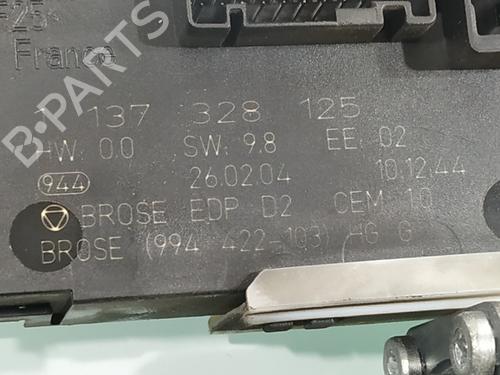 France
137 328 125
HW: 0.0 SW: 9.8 EE: 02
944 26.02.04 10:12:44
BROSE EDP D2 CEM 1.0
BROSE (994 422-103) HG G
B-PARTS